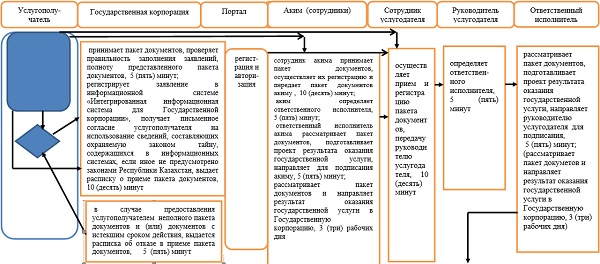 Услугополу-
чатель
Государственная корпорация
Портал
Аким (сотрудники)
Сотрудник
услугодателя
Руководитель
услугодателя
Ответственный
исполнитель
принимает пакет документов, проверяет
правильность заполнения заявлений,
полноту представленного пакета
документов, 5 (пять) минут;
регистрирует заявление в
информационной системе
«Интегрированная информационная
система для Государственной
корпорации», получает письменное
согласие услугополучателя на
использование сведений, составляющих
охраняемую законом тайну,
содержащихся в информационных
системах, если иное не предусмотрено
законами Республики Казахстан, выдает
расписку о приеме пакета документов,
10 (десять) минут
в случае предоставления
услугополучателем неполного пакета
документов и (или) документов с
истекшим сроком действия, выдается
расписка об отказе в приеме пакета
документов, 5 (пять) минут
регист-
рация и
автори-
зация
сотрудник акима принимает
пакет документов,
осуществляет их регистрацию и
передает пакет документов
акиму , 10 (десять) минут;
аким определяет
ответственного исполнителя,
5 (пять) минут;
ответственный исполнитель
акима рассматривает пакет
документов, подготавливает
проект результата оказания
государственной услуги,
направляет для подписания
акиму, 5 (пять) минут;
рассматривает пакет
документов и направляет
результат оказания
государственной услуги в
Государственную
корпорацию, 3 (три) рабочих
дня
осуществ
ляет
прием и
регистра
цию
пакета
документ
ов,
передачу
руководи
телю
услугода
теля, 10
(десять)
минут
определяет
ответствен-
ного
исполнителя,
5 (пять)
минут
рассматривает
пакет
документов,
подготавливает
проект результата
оказания
государственной
услуги, направляет
руководителю
услугодателя для
подписания,
5 (пять) минут;
(рассматривает
пакет документов и
направляет
результат оказания
государственной
услуги в
Государственную
корпорацию, 3 (три)
рабочих дня)